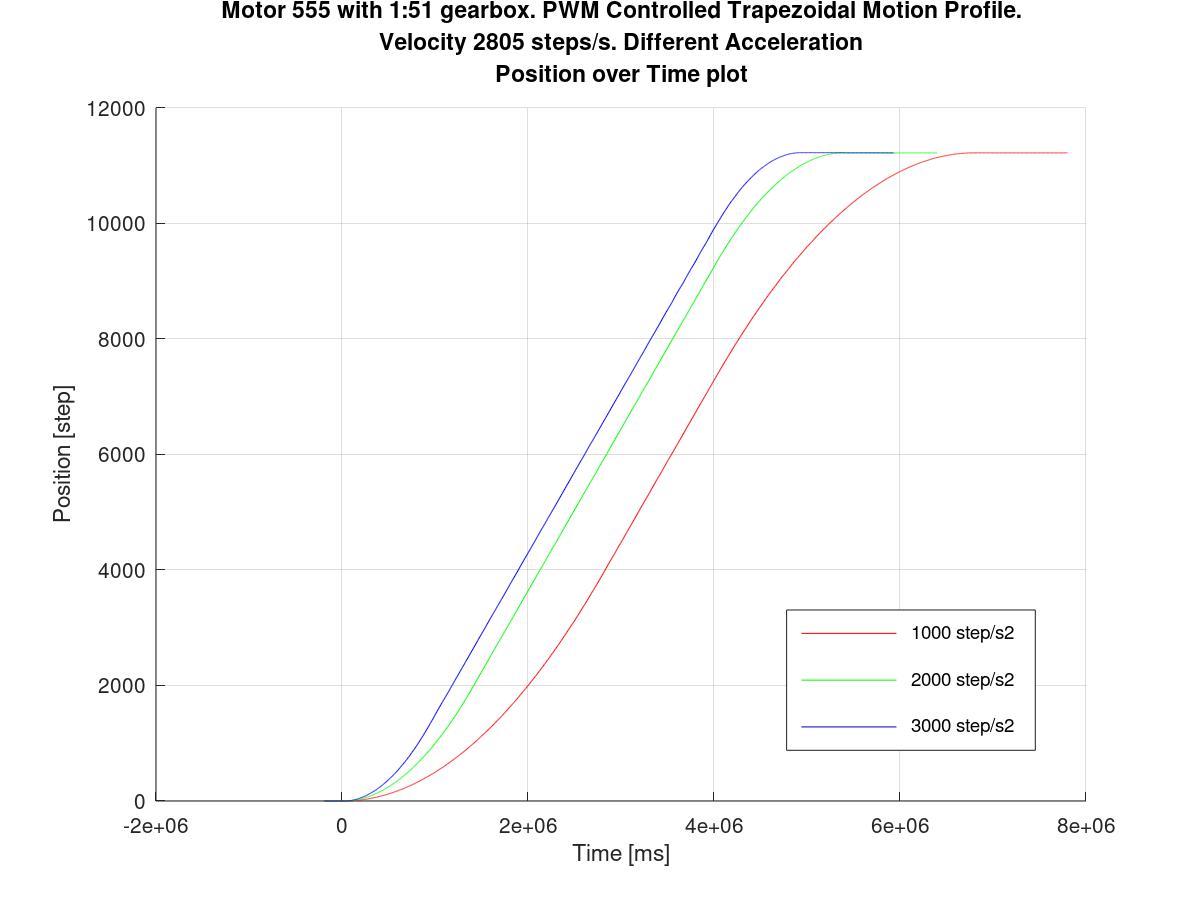 Motor 555 with 1:51 gearbox. PWM Controlled Trapezoidal Motion Profile.
Velocity 2805 steps/s. Different Acceleration
Position over Time plot
12000
10000
8000
6000
4000
2000
0
Position [step]
1000 step/s2
2000 step/s2
3000 step/s2
-2e+06
0
2e+06
4e+06
6e+06
8e+06
Time [ms]